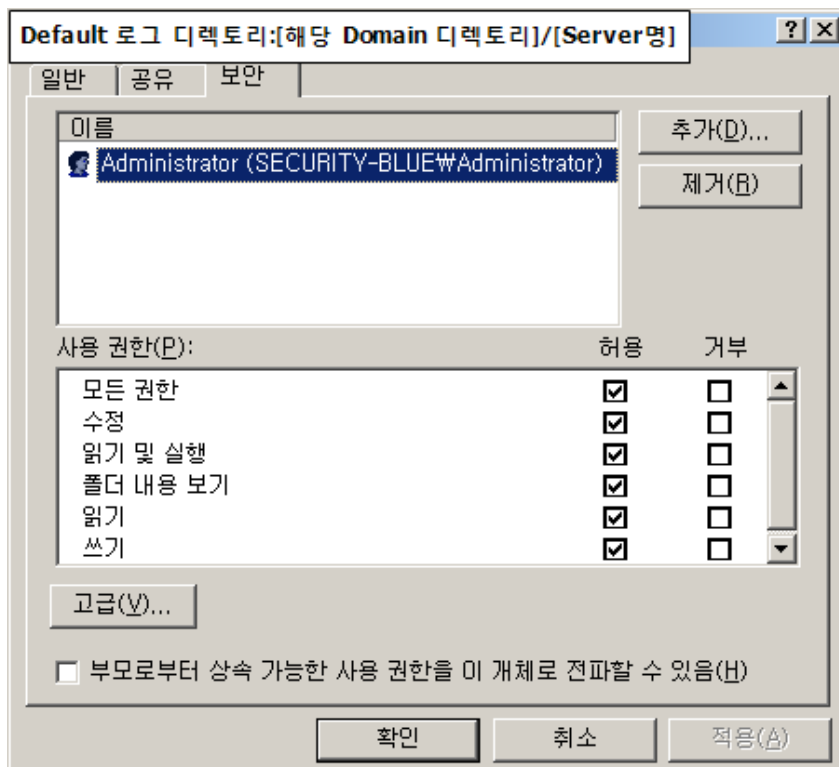 Default 로그 디렉토리:[해당 Domain 디렉토리]/[Server명]
일반 공유 보안
이름
Administrator (SECURITY-BLUE₩Administrator)
추가(D)...
제거(R)
사용 권한(P): 허용 거부
모든 권한
수정
읽기 및 실행
폴더 내용 보기
읽기
쓰기
고급(V)...
부모로부터 상속 가능한 사용 권한을 이 개체로 전파할 수 있음(H)
확인 취소 적용(A)